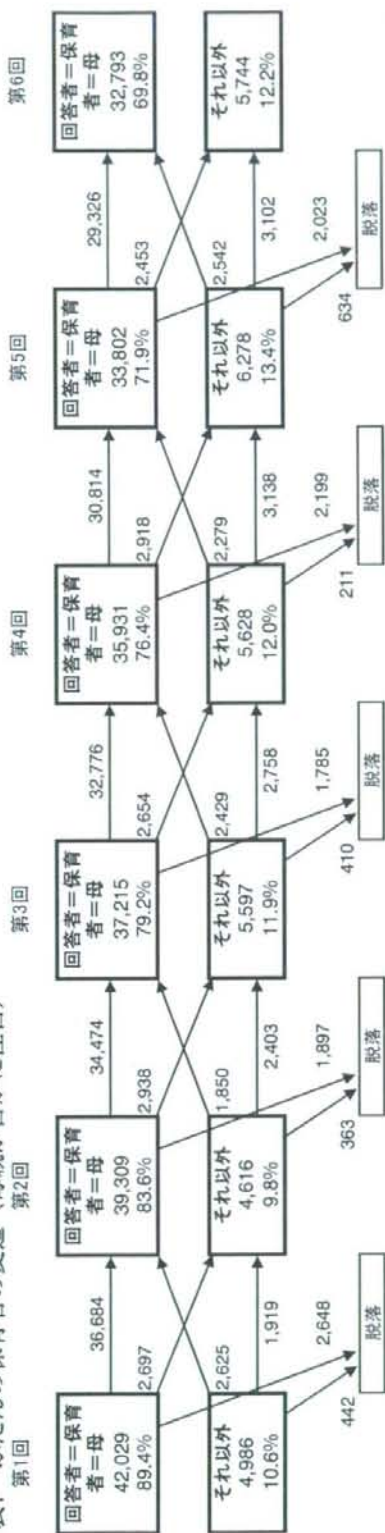 ふだんの保育者の変遷
第1回
第2回
第3回
第4回
第5回
第6回
回答者=保育
者=母
42,029
89.4%
36,684
回答者=保育
者=母
39,309
83.6%
34,474
回答者=保育
者=母
37,215
79.2%
32,776
回答者=保育
者=母
35,931
76.4%
30,814
回答者=保育
者=母
33,802
71.9%
29,326
回答者=保育
者=母
32,793
69.8%
2,697
2,938
2,654
2,918
2,453
2,625
1,850
2,429
2,279
2,542
それ以外
4,986
10.6%
1,919
それ以外
4,616
9.8%
2,403
それ以外
5,597
11.9%
2,758
それ以外
5,628
12.0%
3,138
それ以外
6,278
13.4%
3,102
それ以外
5,744
12.2%
2,648
1,897
1,785
2,199
2,023
442
363
410
211
634
脱落
脱落
脱落
脱落
脱落